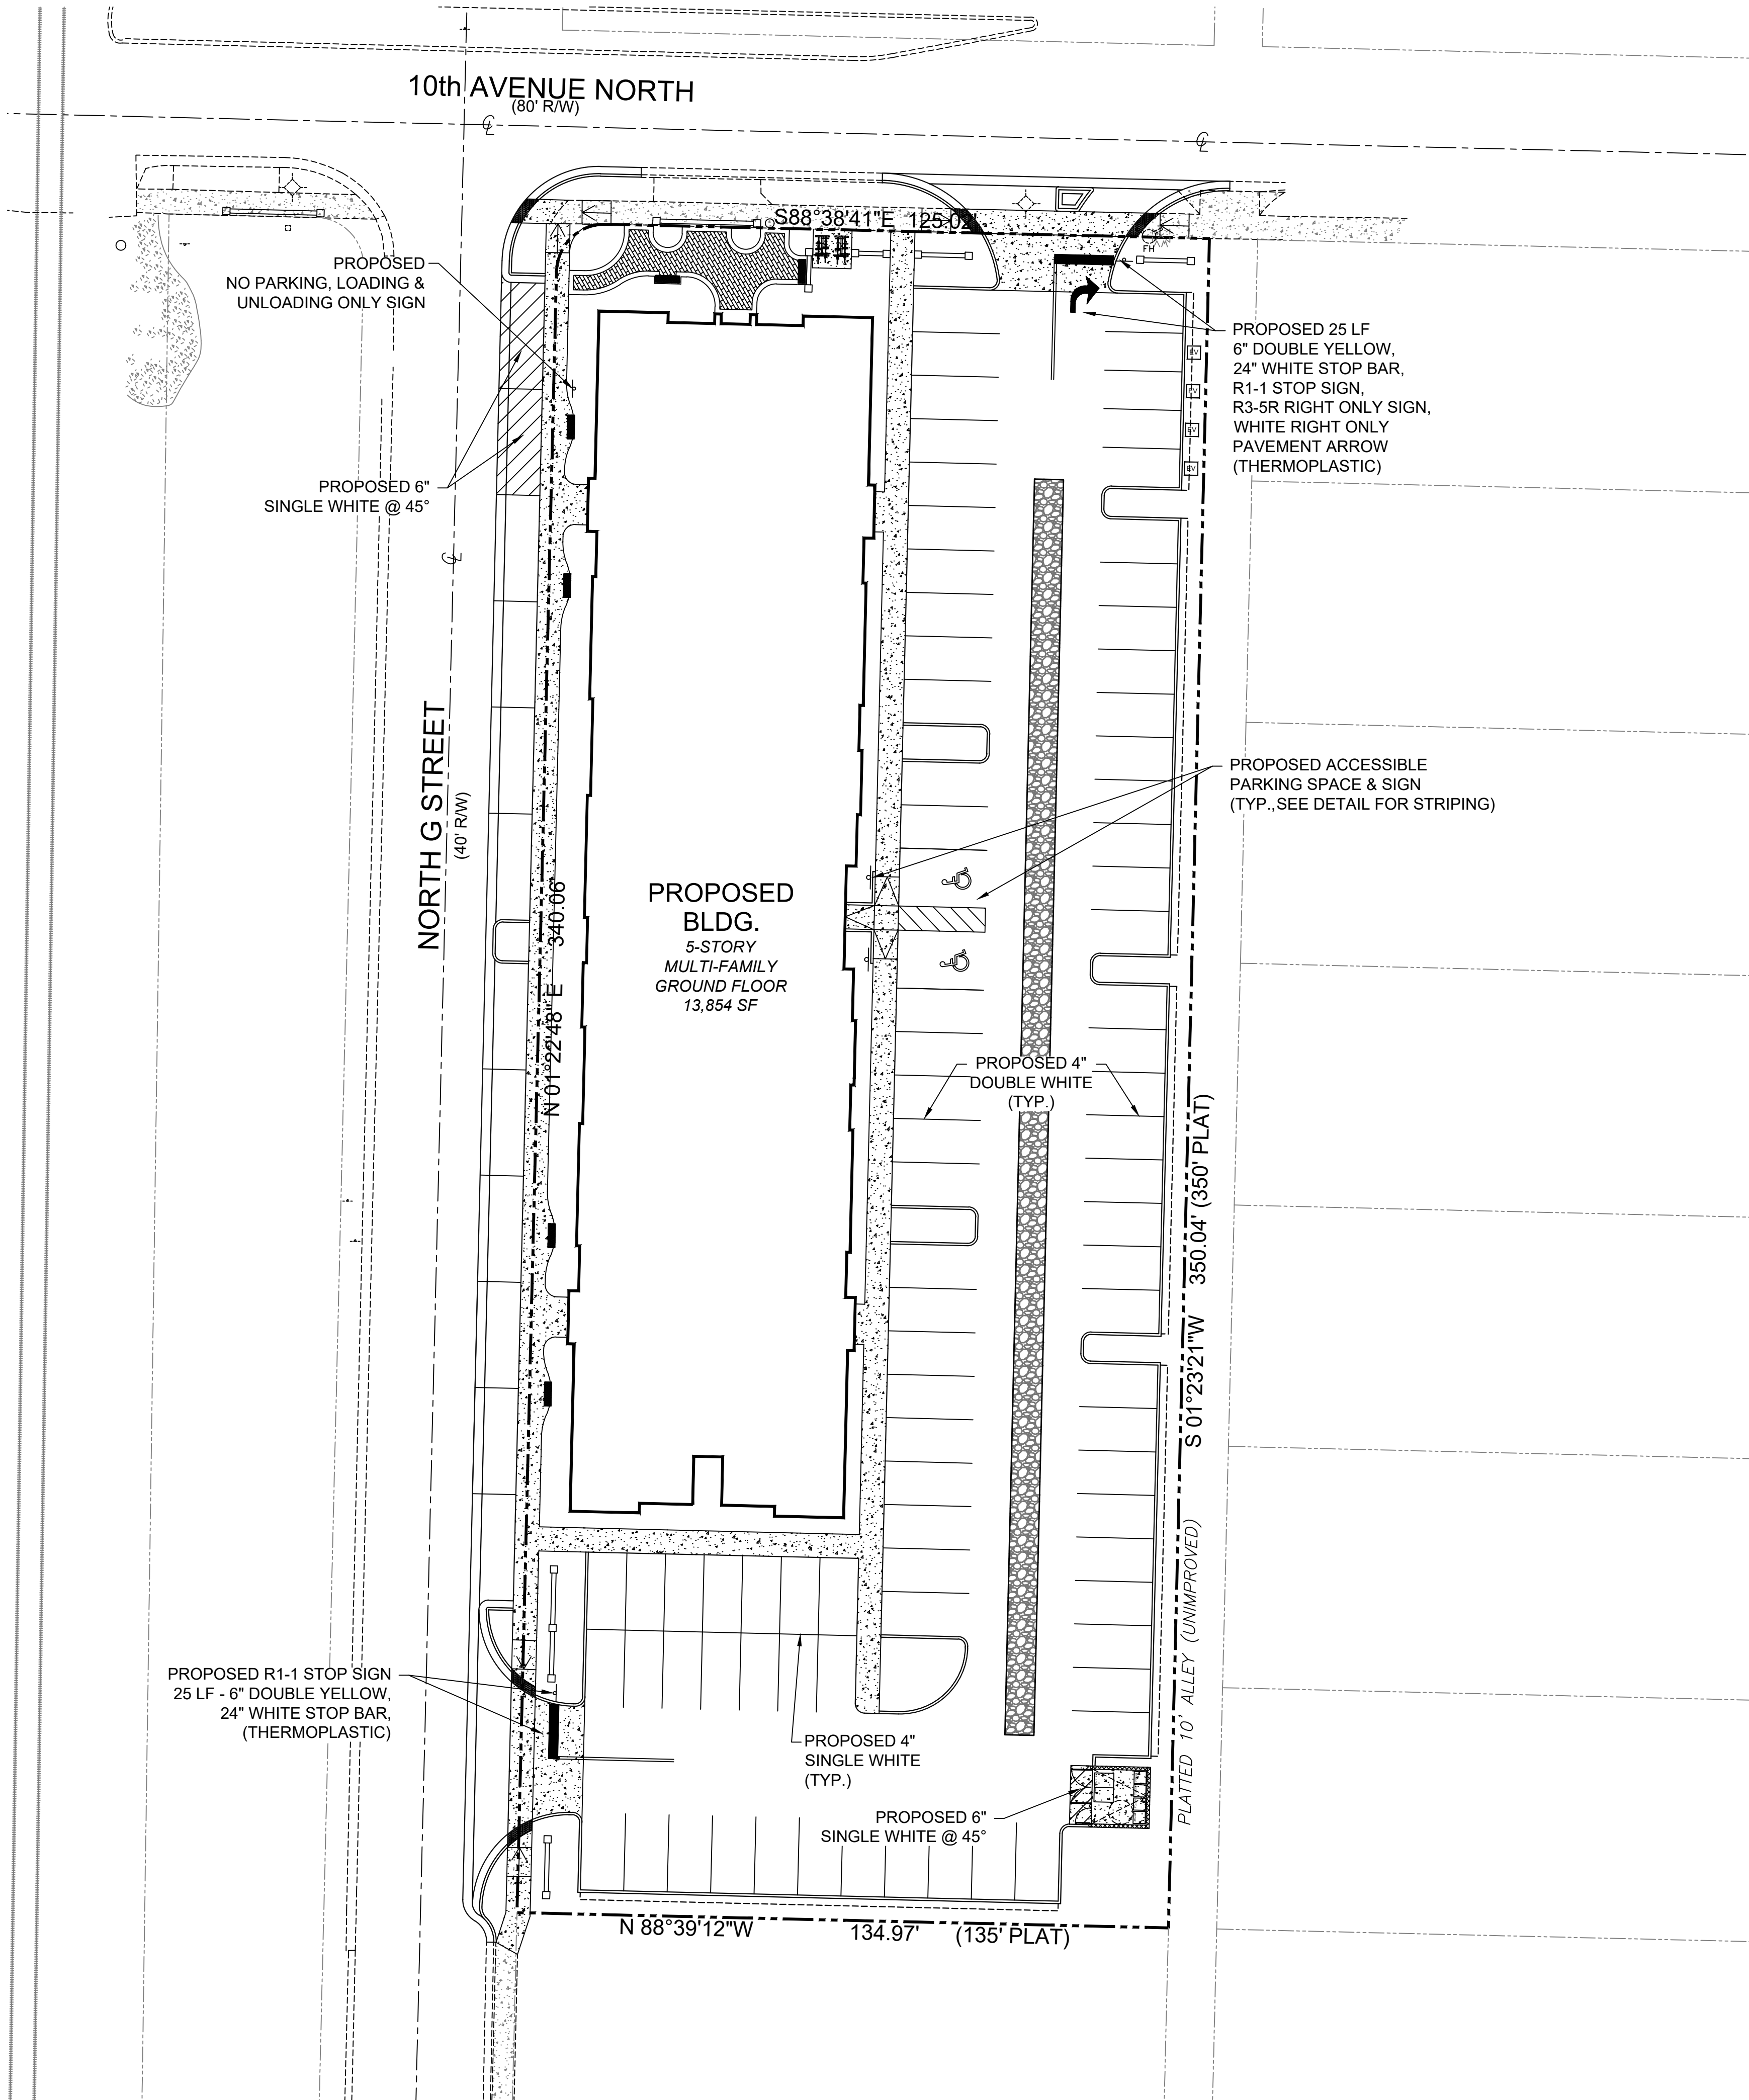 10th AVENUE NORTH
(80' R/W)
S88°38'41"E 125.02'
FH
PROPOSED
NO PARKING, LOADING &
UNLOADING ONLY SIGN
PROPOSED 25 LF
6" DOUBLE YELLOW,
24" WHITE STOP BAR,
R1-1 STOP SIGN,
R3-5R RIGHT ONLY SIGN,
WHITE RIGHT ONLY
PAVEMENT ARROW
(THERMOPLASTIC)
EV
EV
EV
EV
PROPOSED 6"
SINGLE WHITE @ 45°
NORTH G STREET
(40' R/W)
PROPOSED ACCESSIBLE
PARKING SPACE & SIGN
(TYP.,SEE DETAIL FOR STRIPING)
N 01°22'48" E 340.06'
PROPOSED
BLDG.
5-STORY
MULTI-FAMILY
GROUND FLOOR
13,854 SF
PROPOSED 4"
DOUBLE WHITE
(TYP.)
S 01°23'21"W 350.04' (350' PLAT)
PLATTED 10' ALLEY (UNIMPROVED)
PROPOSED R1-1 STOP SIGN
25 LF - 6" DOUBLE YELLOW,
24" WHITE STOP BAR,
(THERMOPLASTIC)
PROPOSED 4"
SINGLE WHITE
(TYP.)
PROPOSED 6"
SINGLE WHITE @ 45°
N 88°39'12"W 134.97' (135' PLAT)